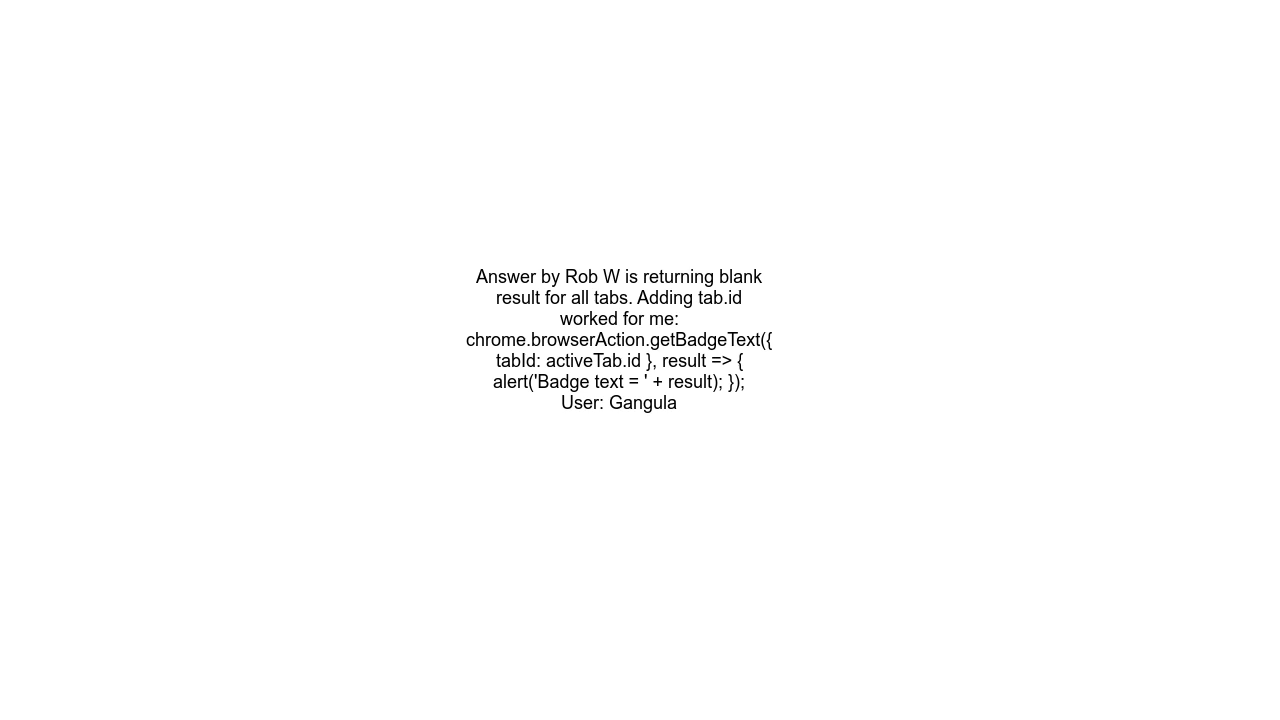 Answer by Rob W is returning blank
result for all tabs. Adding tab.id
worked for me:
chrome.browserAction.getBadgeText({
tabId: activeTab.id }, result => {
alert('Badge text = ' + result); });
User: Gangula